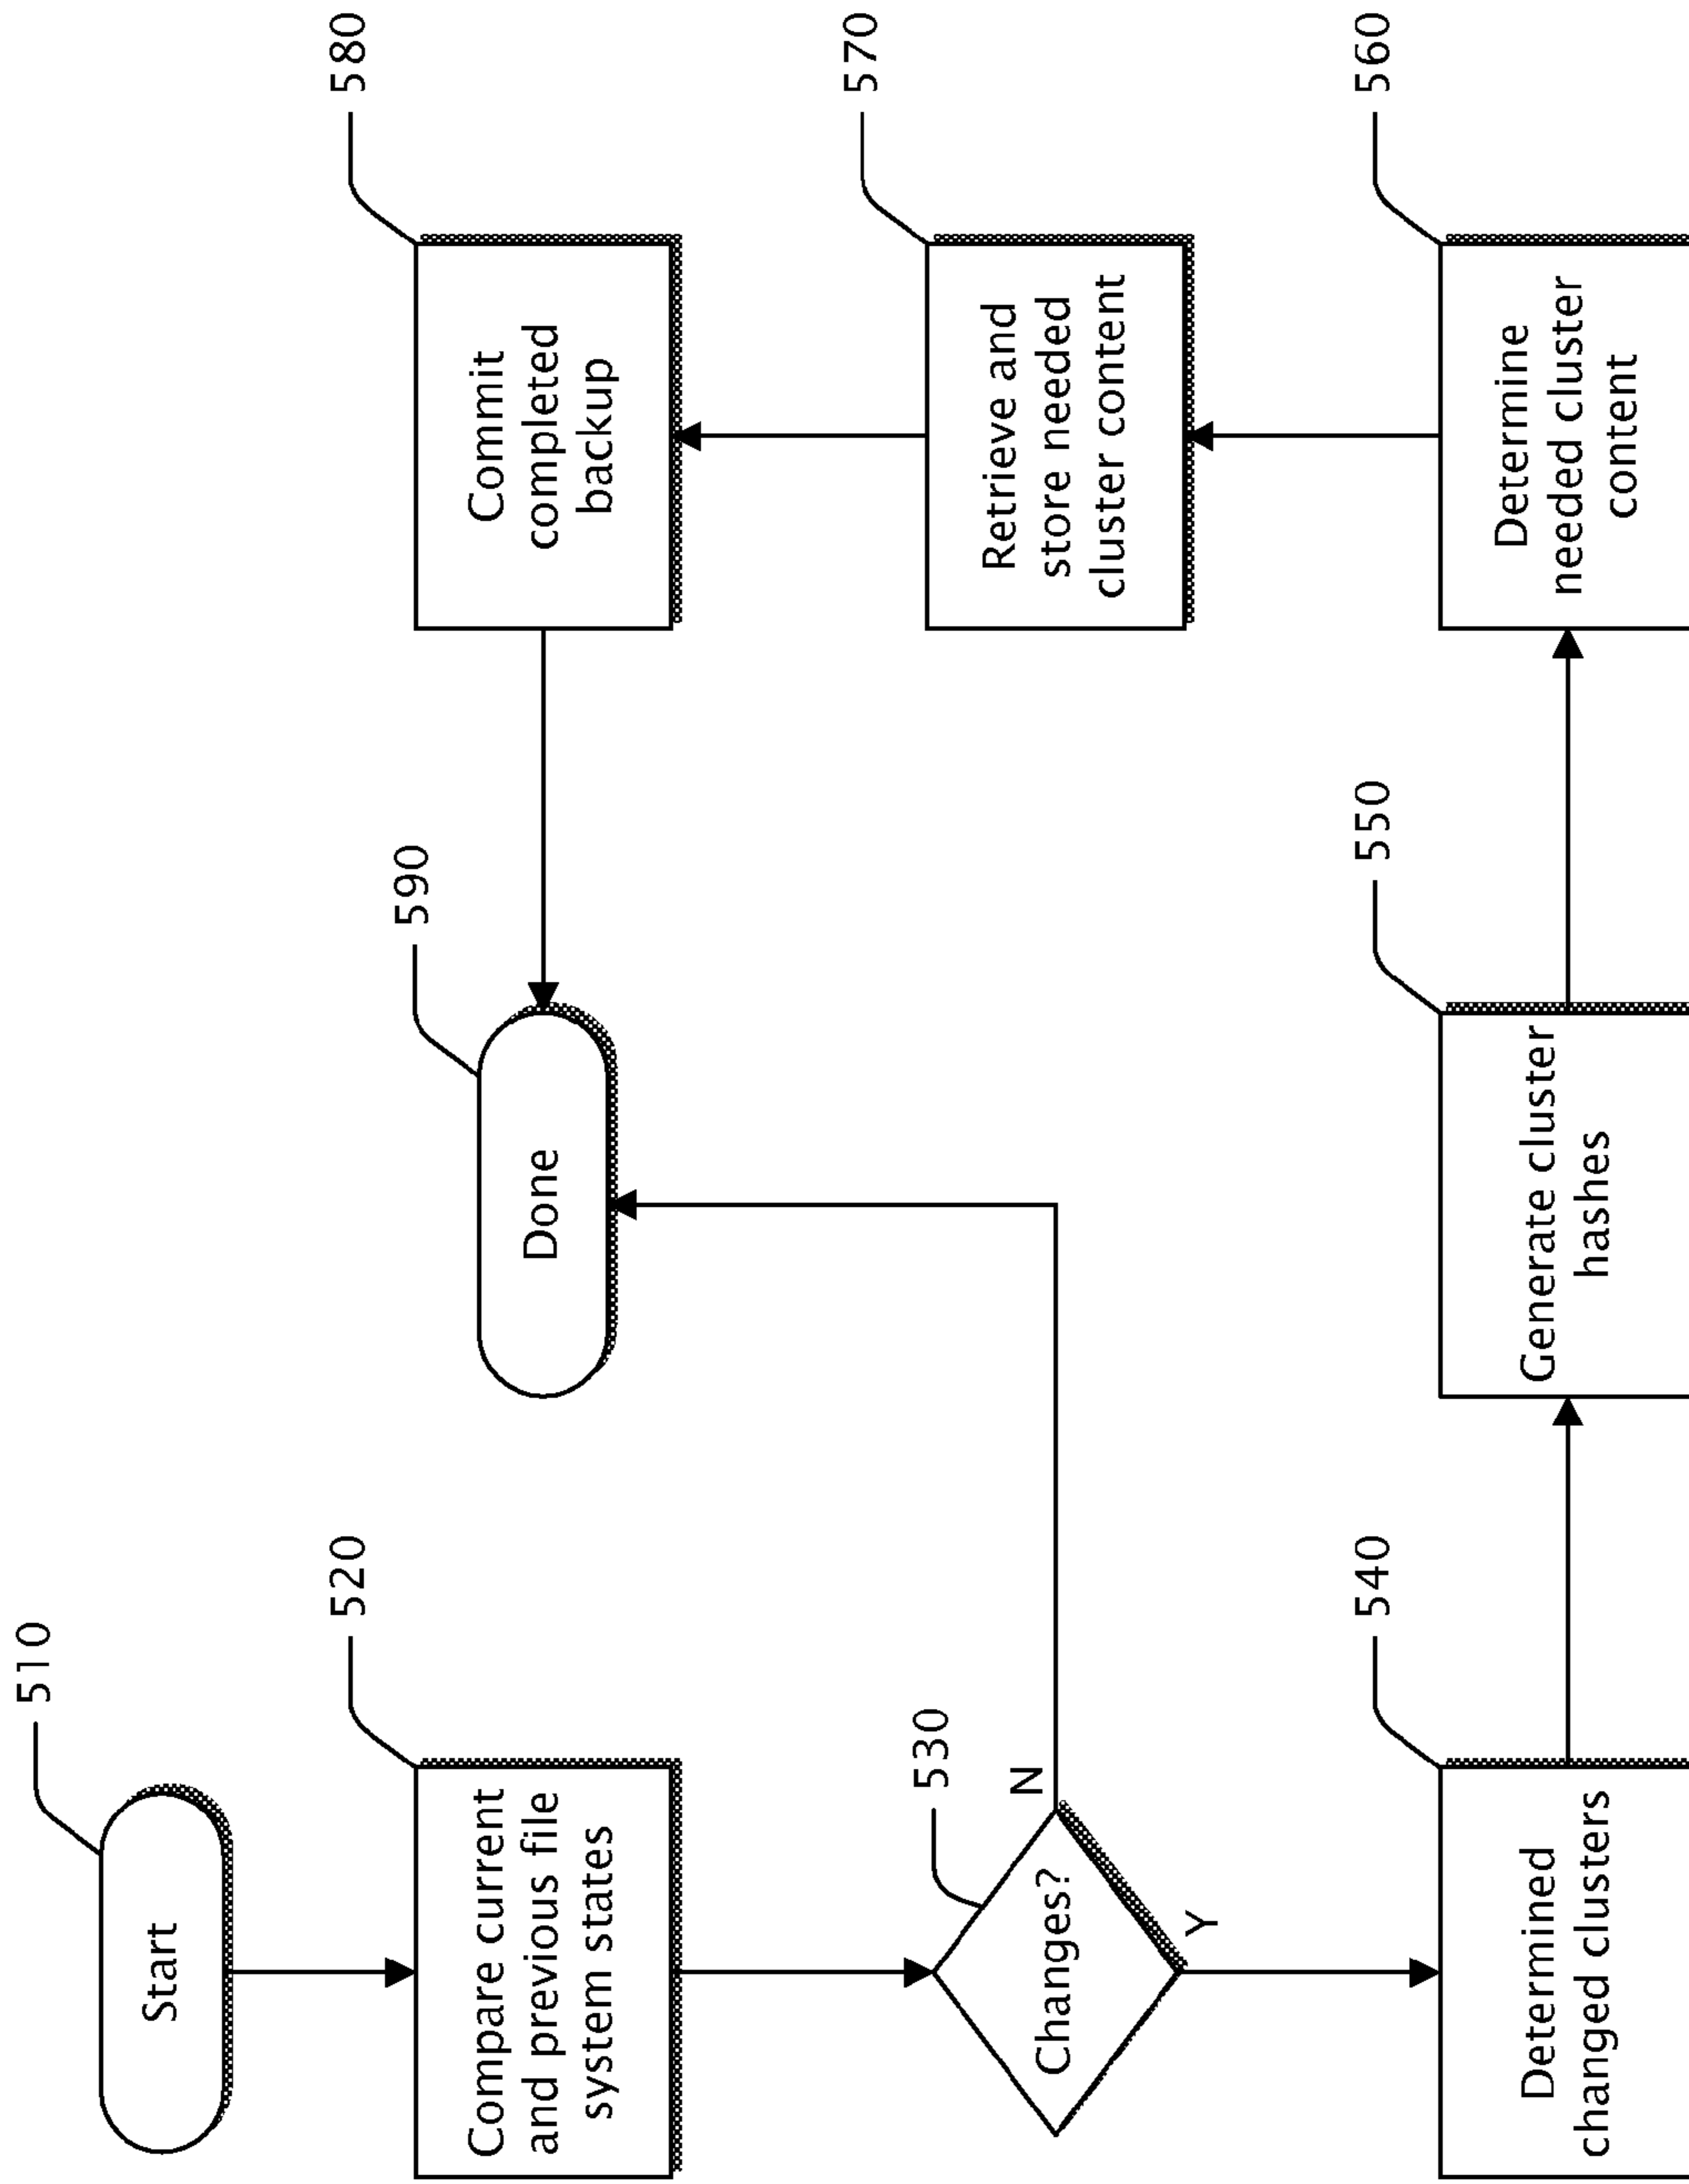 510
Start
520
Compare current
and previous file
system states
530
Changes?
N
Y
540
Determined
changed clusters
550
Generate cluster
hashes
560
Determine
needed cluster
content
570
Retrieve and
store needed
cluster content
580
Commit
completed
backup
590
Done